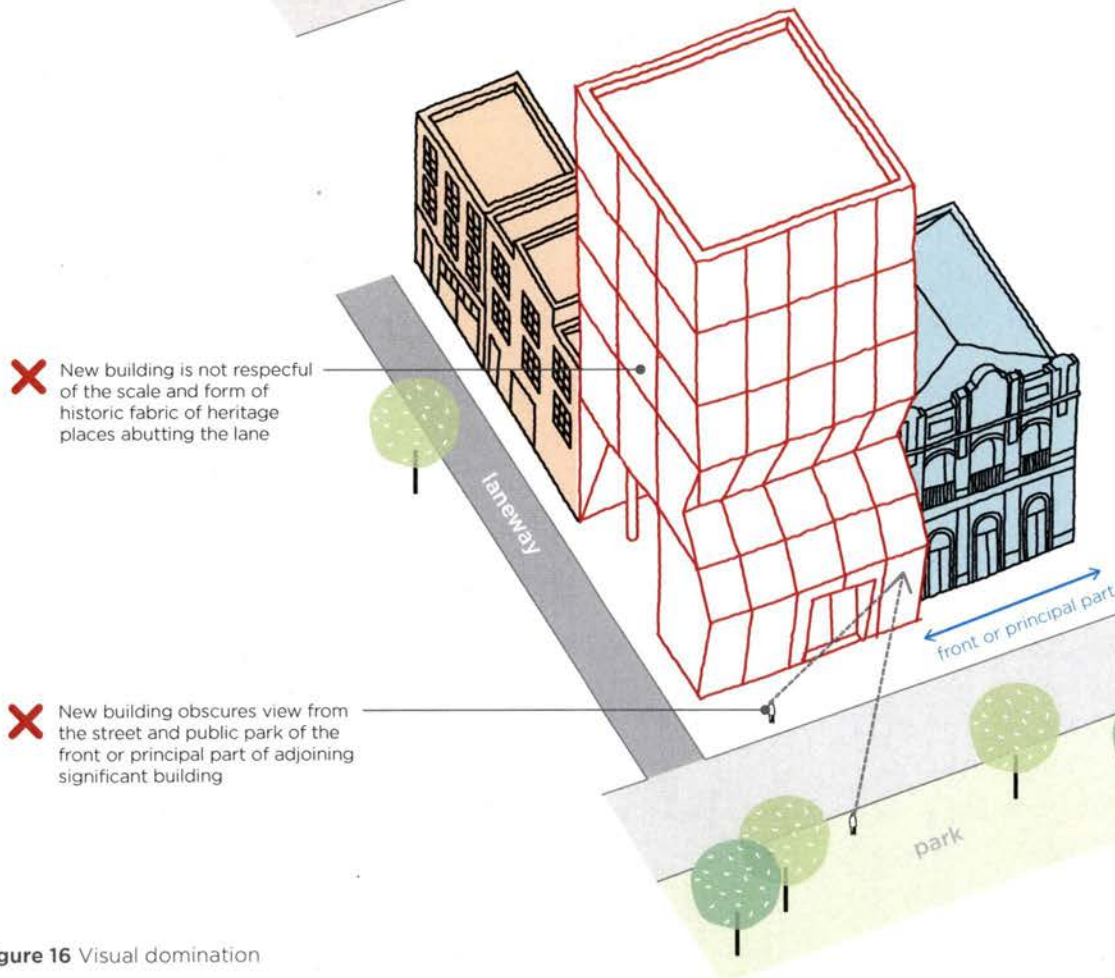 New building is not respecful
of the scale and form of
historic fabric of heritage
places abutting the lane
laneway
front or principal part
New building obscures view from
the street and public park of the
front or principal part of adjoining
significant building
park
gure 16 Visual domination